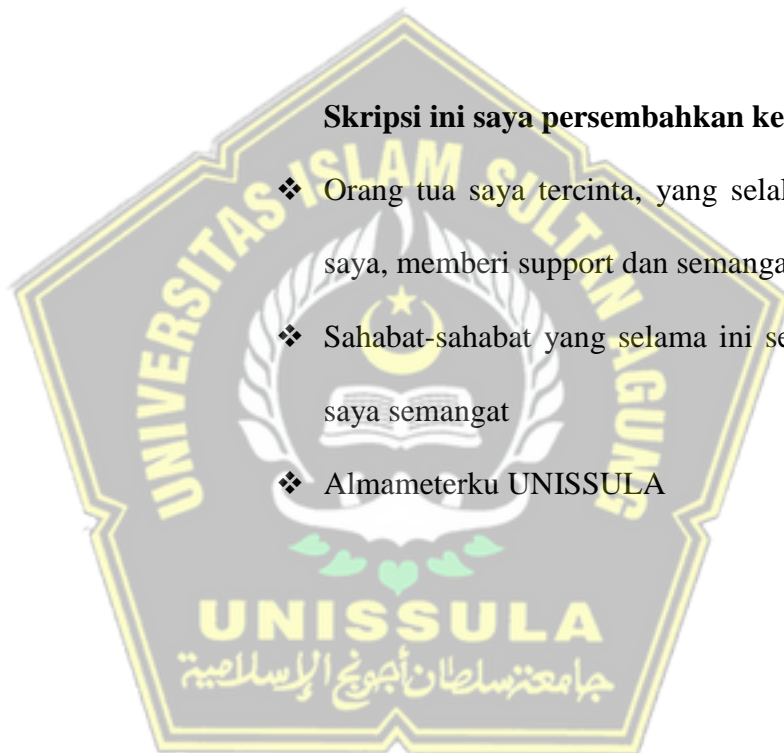 Skripsi ini saya persembahkan ke
❖ Orang tua saya tercinta, yang sela
saya, memberi support dan semanga
❖ Sahabat-sahabat yang selama ini se
saya semangat
❖ Almameterku UNISSULA
UNIVERSITAS ISLAM SULTAN AGUNG
UNISSULA
جامعة سلطان أجونج الإسلامية